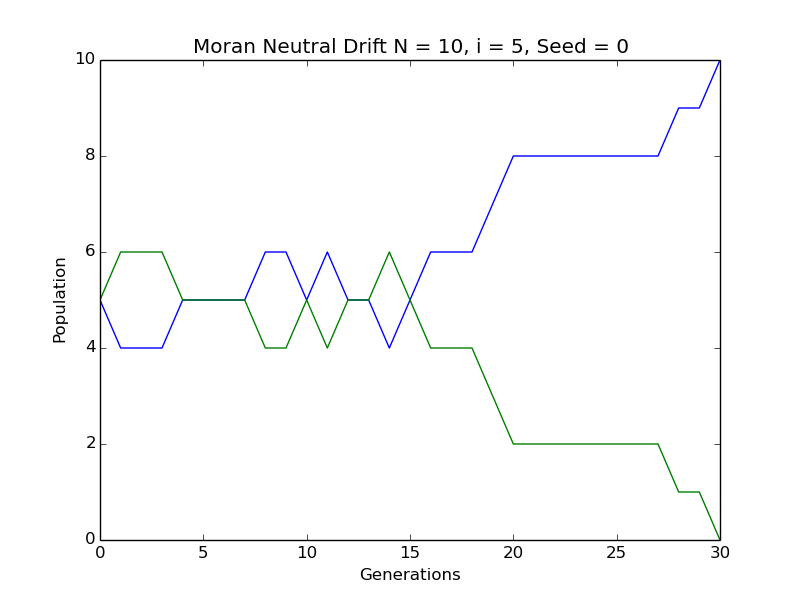 Moran Neutral Drift N = 10, i = 5, Seed = 0
10
8
6
4
2
0
Population
0 5 10 15 20 25 30
Generations